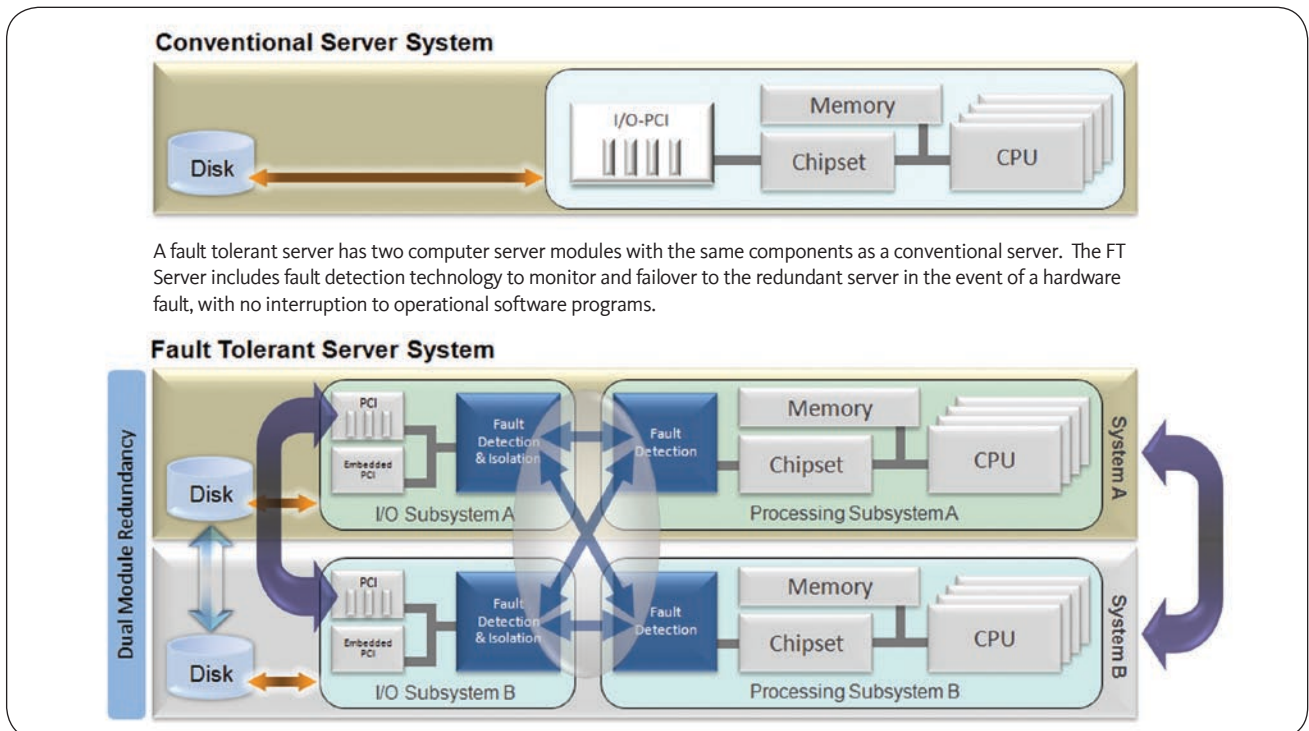 Conventional Server System
Disk
I/O-PCI
Memory
Chipset
CPU
A fault tolerant server has two computer server modules with the same components as a conventional server. The FT
Server includes fault detection technology to monitor and failover to the redundant server in the event of a hardware
fault, with no interruption to operational software programs.
Fault Tolerant Server System
Dual Module Redundancy
Disk
PCI
Embedded
PCI
Fault
Detection
& Isolation
I/O Subsystem A
Fault
Detection
Memory
Chipset
CPU
Processing Subsystem A
System A
Disk
PCI
Embedded
PCI
Fault
Detection
& Isolation
I/O Subsystem B
Fault
Detection
Memory
Chipset
CPU
Processing Subsystem B
System B